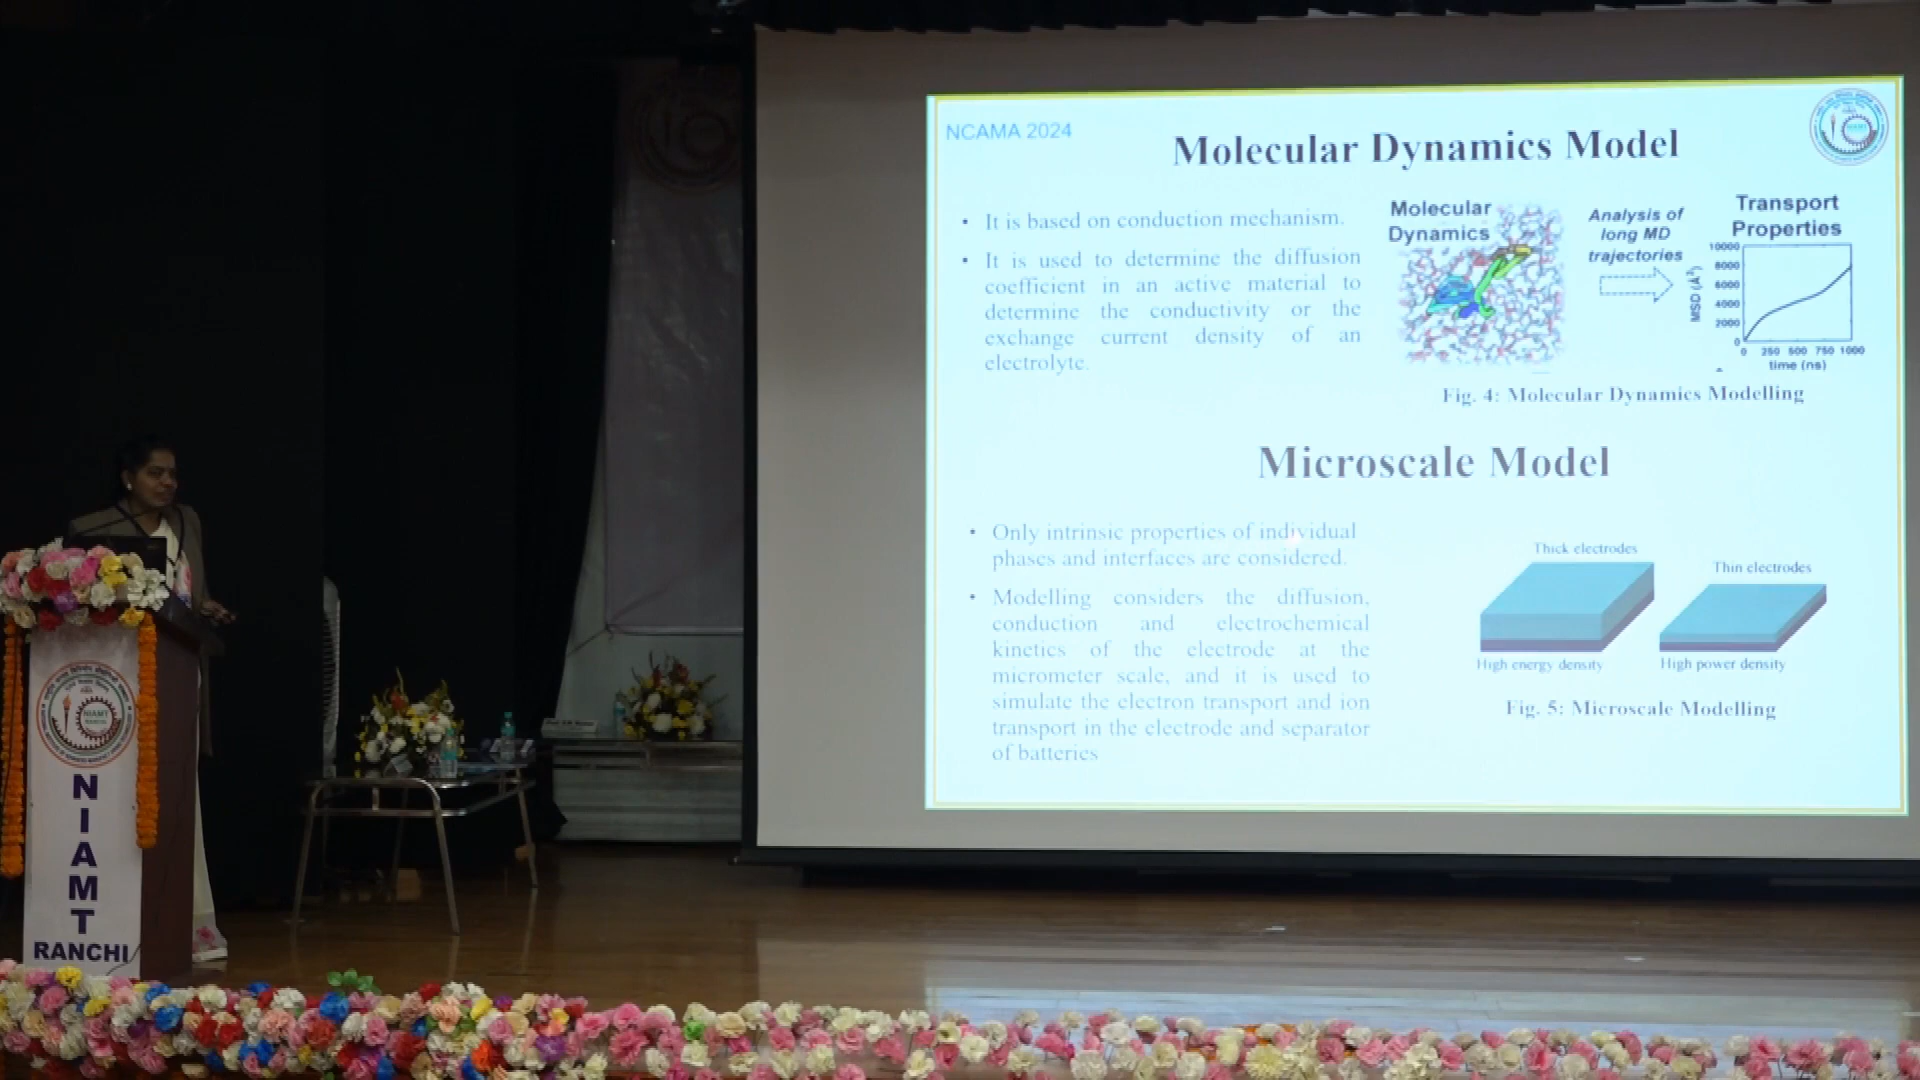 NCAMA 2024
Molecular Dynamics Model
• It is based on conduction mechanism.
• It is used to determine the diffusion
coefficient in an active material to
determine the conductivity or the
exchange current density of an
electrolyte.
Molecular
Dynamics
Analysis of
long MD
trajectories
Transport
Properties
MSD (Å²)
10000
8000
6000
4000
2000
0
0 250 500 750 1000
time (ns)
Fig. 4: Molecular Dynamics Modelling
Microscale Model
• Only intrinsic properties of individual
phases and interfaces are considered.
• Modelling considers the diffusion,
conduction and electrochemical
kinetics of the electrode at the
micrometer scale, and it is used to
simulate the electron transport and ion
transport in the electrode and separator
of batteries
Thick electrodes
Thin electrodes
High energy density
High power density
Fig. 5: Microscale Modelling
NIAMT
N
I
A
M
T
RANCHI